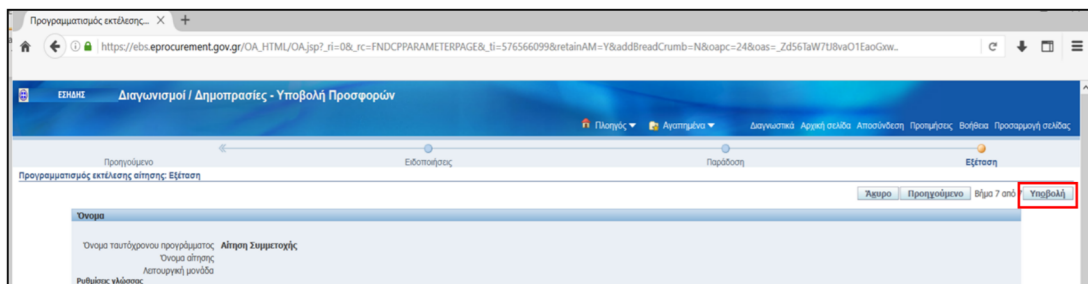 Προγραμματισμός εκτέλεσης...
https://ebs.eprocurement.gov.gr/OA_HTML/OA.jsp?_ri=0&_rc=FNDCPPARAMETERPAGE&_ti=576566099&retainAM=Y&addBreadCrumb=N&oapc=24&oas=_Zd56TaW7tJ8vaO1EaoGxw..
ΕΣΗΔΗΣ Διαγωνισμοί / Δημοπρασίες - Υποβολή Προσφορών
Πλοηγός Αγαπημένα Διαγνωστικά Αρχική σελίδα Αποσύνδεση Προτιμήσεις Βοήθεια Προσαρμογή σελίδας
Προηγούμενο Ειδοποιήσεις Παράδοση Εξέταση
Προγραμματισμός εκτέλεσης αίτησης: Εξέταση
Άκυρο Προηγούμενο Βήμα 7 από 7 Υποβολή
Όνομα
Όνομα ταυτόχρονου προγράμματος Αίτηση Συμμετοχής
Όνομα αίτησης
Λειτουργική μονάδα
Ρυθμίσεις γλώσσας